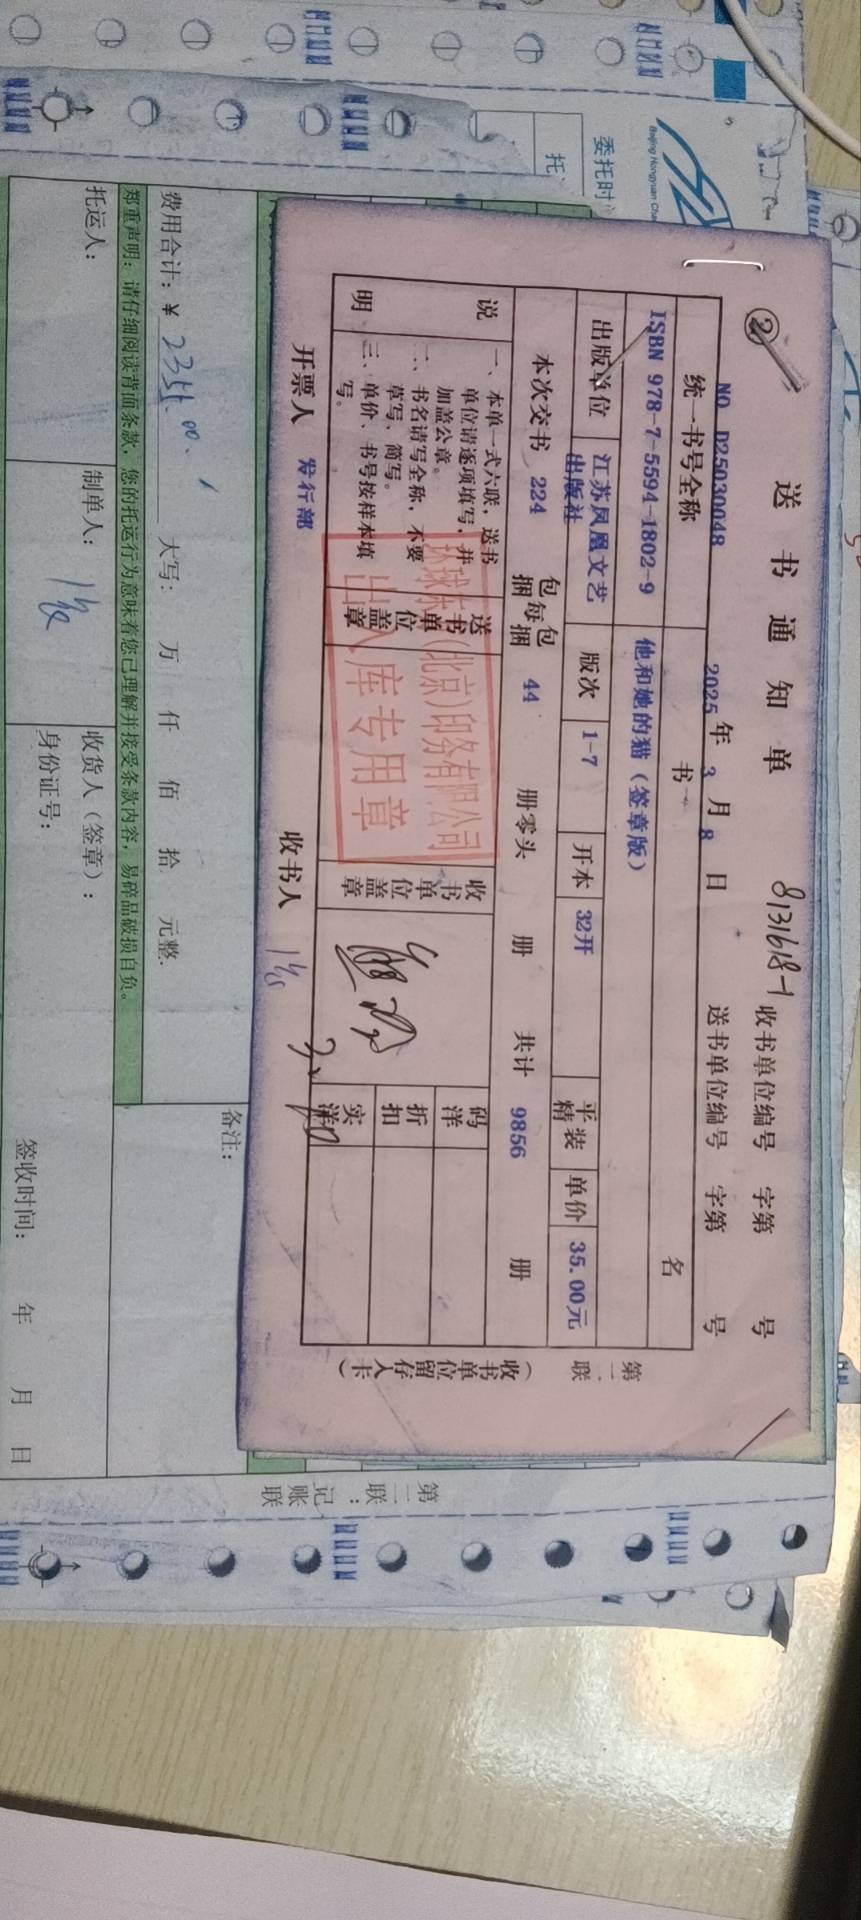 委托时
托
Beijing Hongyuan
② 送书通知单 8131618-1 收书单位编号 字第 号
NO D25030048 2025年3月8日 送书单位编号 字第 号
统一书号全称 书 名
ISBN 978-7-5594-1802-9 他和她的猫（签章版）
出版单位 江苏凤凰文艺出版社 版次 1-7 开本 32开 平装 精 单价 35.00元
本次交书 224 包捆 每包捆 44 册零头 册 共计 9856 册
说明
一、本单一式六联，送书单位请逐项填写，并加盖公章。
二、书名请写全称，不要草写、简写。
三、单价、书号按样本填写。
送书单位盖章
(北京)印务有限公司
出入库专用章
收书单位盖章
码洋
折扣
实洋
开票人 发行部 收书人
第二联（收书单位留存入卡）
备注：
费用合计：￥ 大写： 万 仟 佰 拾 元整.
郑重声明：请仔细阅读背面条款，您的托运行为意味着您已理解并接受条款内容，易碎品破损自负。
托运人： 制单人： 收货人（签章）：
身份证号： 签收时间： 年 月 日
第二联：记账联